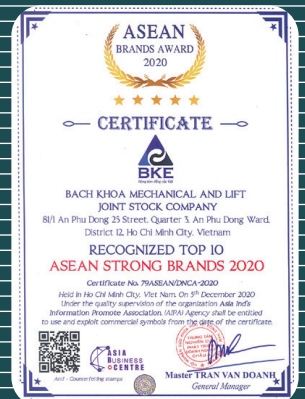 ASEAN
BRANDS AWARD
2020
CERTIFICATE
BKE
BACH KHOA MECHANICAL AND LIFT
JOINT STOCK COMPANY
81/1 An Phu Dong 25 Street, Quarter 3, An Phu Dong Ward,
District 12, Ho Chi Minh City, Vietnam
RECOGNIZED TOP 10
ASEAN STRONG BRANDS 2020
Certificate No. 79ASEAN/DNCA-2020
Held in Ho Chi Minh City, Viet Nam, On 5th December 2020
Under the quality supervision of the organization Asia Ind's
Information Promote Association. (AIPA) Agency shall be entitled
to use and exploit commercial symbols from the date of the certificate.
ASIA
BUSINESS
CENTRE
Anti - Counterfeiting stamps
Master TRAN VAN DOANH
General Manager